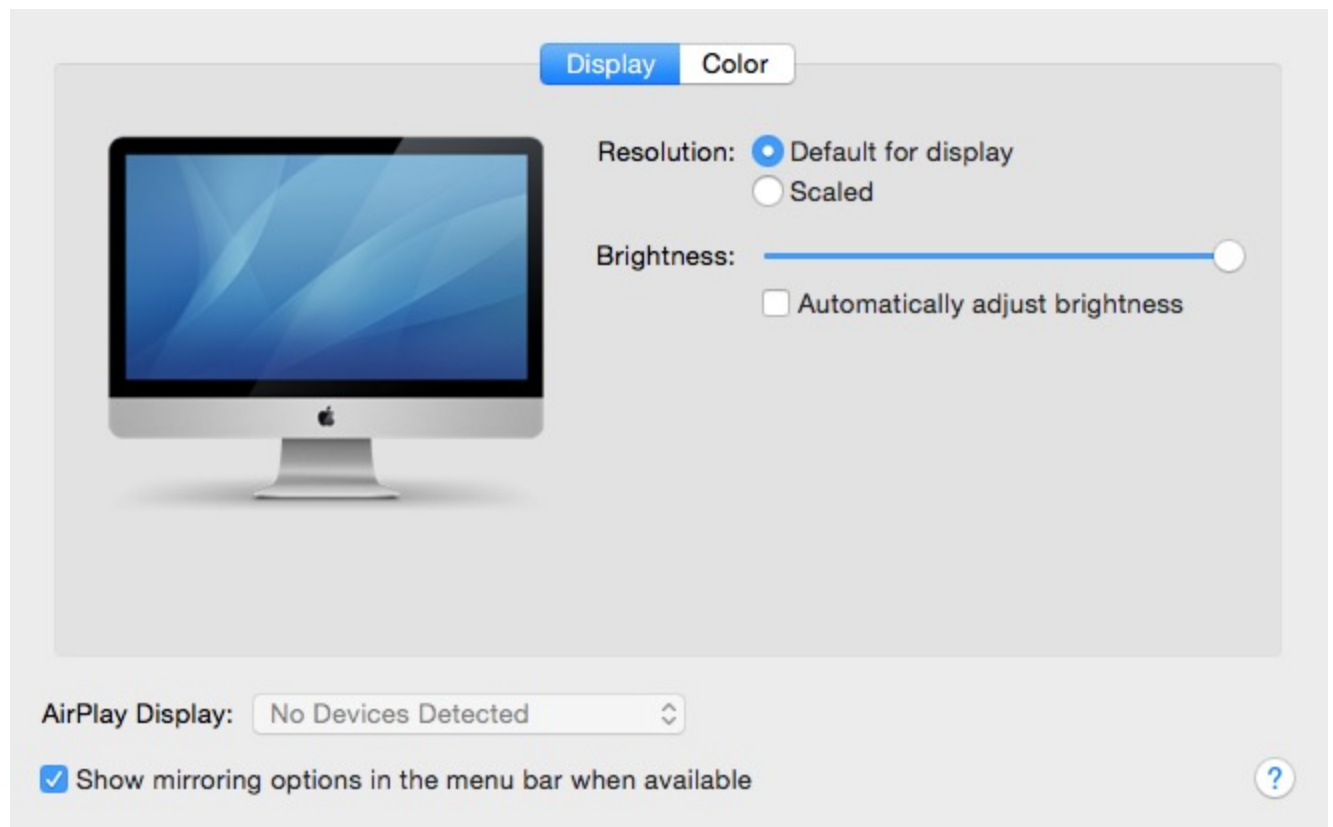 Display Color
Resolution: Default for display
Scaled
Brightness:
Automatically adjust brightness
AirPlay Display: No Devices Detected
Show mirroring options in the menu bar when available
?